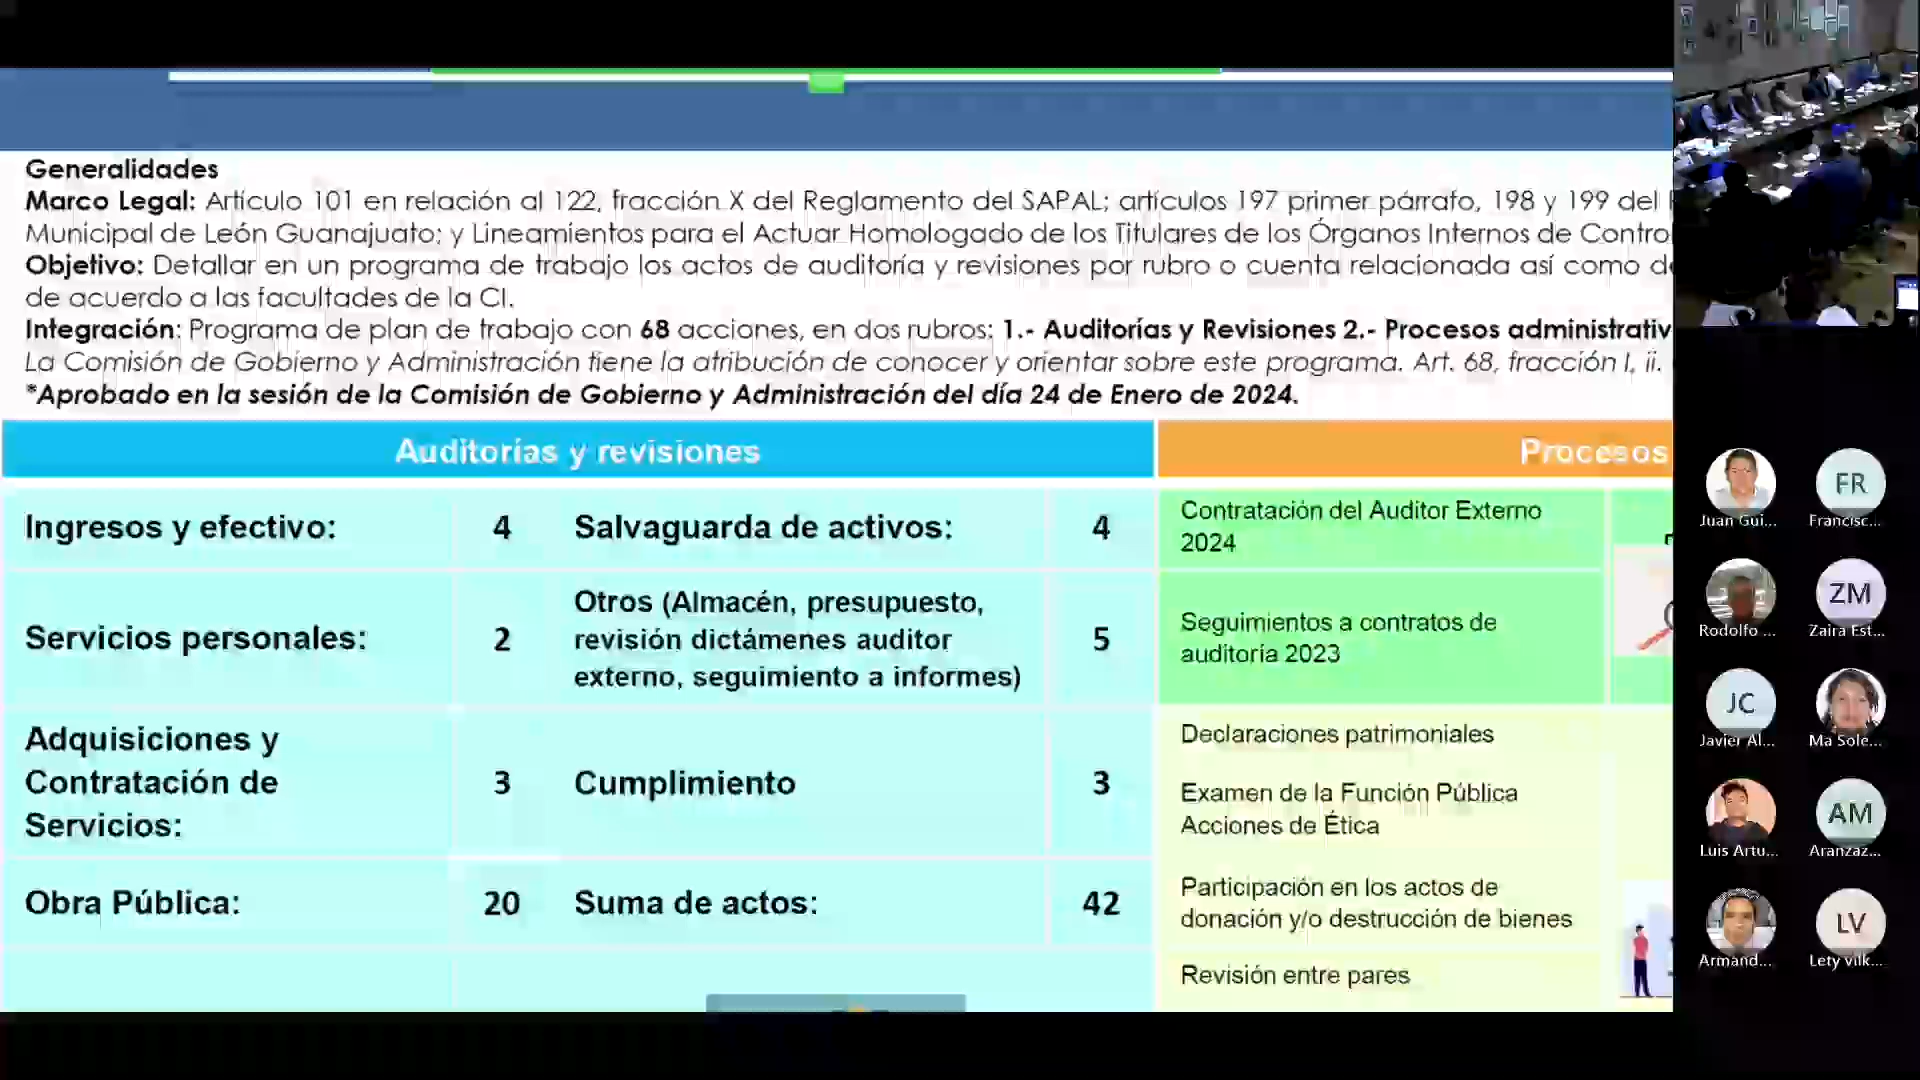 Generalidades
Marco Legal: Artículo 101 en relación al 122, fracción X del Reglamento del SAPAL; artículos 197 primer párrafo, 198 y 199 del
Municipal de León Guanajuato; y Lineamientos para el Actuar Homologado de los Titulares de los Órganos Internos de Contro
Objetivo: Detallar en un programa de trabajo los actos de auditoría y revisiones por rubro o cuenta relacionada así como de
de acuerdo a las facultades de la CI.
Integración: Programa de plan de trabajo con 68 acciones, en dos rubros: 1.- Auditorías y Revisiones 2.- Procesos administrativ
La Comisión de Gobierno y Administración tiene la atribución de conocer y orientar sobre este programa. Art. 68, fracción I, ii.
*Aprobado en la sesión de la Comisión de Gobierno y Administración del día 24 de Enero de 2024.
Auditorías y revisiones
Procesos
Ingresos y efectivo: 4 Salvaguarda de activos: 4
Servicios personales: 2
Otros (Almacén, presupuesto,
revisión dictámenes auditor
externo, seguimiento a informes)
5
Adquisiciones y
Contratación de
Servicios:
3 Cumplimiento 3
Obra Pública: 20 Suma de actos: 42
Contratación del Auditor Externo
2024
Seguimientos a contratos de
auditoría 2023
Declaraciones patrimoniales
Examen de la Función Pública
Acciones de Ética
Participación en los actos de
donación y/o destrucción de bienes
Revisión entre pares
FR
Juan Gui... Francisc...
ZM
Rodolfo ... Zaira Est...
JC
Javier Al... Ma Sole...
AM
Luis Artu... Aranzaz...
LV
Armand... Lety vilk...